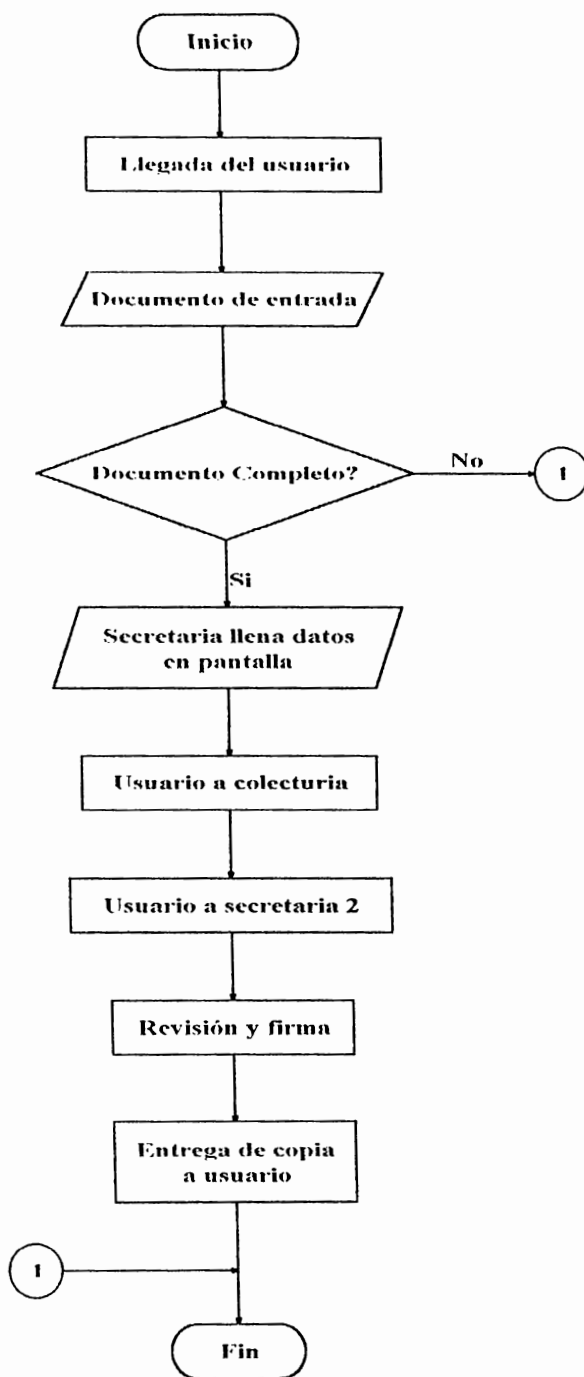 Inicio
Llegada del usuario
Documento de entrada
Documento Completo?
No
1
Si
Secretaria llena datos
en pantalla
Usuario a colecturia
Usuario a secretaria 2
Revisión y firma
Entrega de copia
a usuario
1
Fin